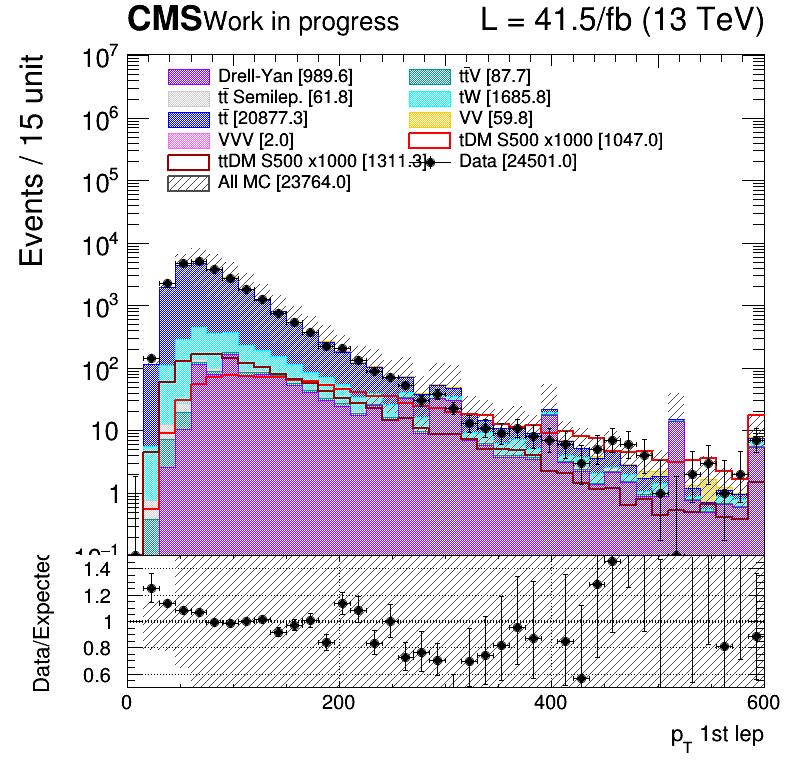 CMS Work in progress L = 41.5/fb (13 TeV)
Events / 15 unit
Drell-Yan [989.6] tt̄V [87.7]
tt̄ Semilep. [61.8] tW [1685.8]
tt̄ [20877.3] VV [59.8]
VVV [2.0] tDM S500 x1000 [1047.0]
ttDM S500 x1000 [1311.3] Data [24501.0]
All MC [23764.0]
10⁷
10⁶
10⁵
10⁴
10³
10²
10
1
10⁻¹
Data/Expected
1.4
1.2
1
0.8
0.6
0 200 400 600
p_T 1st lep